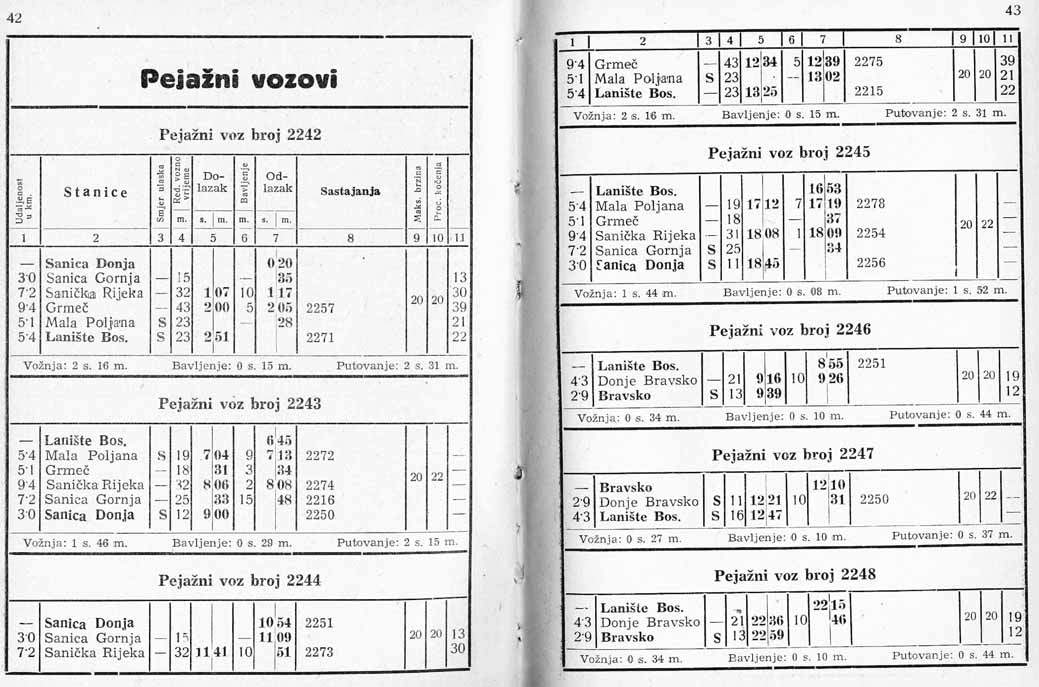 42
Pejažni vozovi
Pejažni voz broj 2242
Udaljenost u km. | Stanice | Smjer ulaska | Red. vozno vrijeme | Dolazak | Bavljenje | Odlazak | Sastajanja | Maks. brzina | Proc. kočenja
m. | s. | m. | m. | s. | m.
1 | 2 | 3 | 4 | 5 | 6 | 7 | 8 | 9 | 10 | 11
— Sanica Donja 0 20
3·0 Sanica Gornja — 15 — 35 13
7·2 Sanička Rijeka — 32 1 07 10 1 17 20 20 30
9·4 Grmeč — 43 2 00 5 2 05 2257 39
5·1 Mala Poljana S 23 — 28 21
5·4 Lanište Bos. S 23 2 51 2271 22
Vožnja: 2 s. 16 m. Bavljenje: 0 s. 15 m. Putovanje: 2 s. 31 m.
Pejažni voz broj 2243
— Lanište Bos. 6 45
5·4 Mala Poljana S 19 7 04 9 7 13 2272 —
5·1 Grmeč — 18 31 3 34 —
9·4 Sanička Rijeka — 32 8 06 2 8 08 2274 20 22 —
7·2 Sanica Gornja — 25 33 15 48 2216 —
3·0 Sanica Donja S 12 9 00 2250 —
Vožnja: 1 s. 46 m. Bavljenje: 0 s. 29 m. Putovanje: 2 s. 15 m.
Pejažni voz broj 2244
— Sanica Donja 10 54 2251
3·0 Sanica Gornja — 15 — 11 09 20 20 13
7·2 Sanička Rijeka — 32 11 41 10 51 2273 30
43
1 | 2 | 3 | 4 | 5 | 6 | 7 | 8 | 9 | 10 | 11
9·4 Grmeč — 43 12 34 5 12 39 2275 39
5·1 Mala Poljana S 23 — 13 02 20 20 21
5·4 Lanište Bos. — 23 13 25 2215 22
Vožnja: 2 s. 16 m. Bavljenje: 0 s. 15 m. Putovanje: 2 s. 31 m.
Pejažni voz broj 2245
— Lanište Bos. 16 53
5·4 Mala Poljana — 19 17 12 7 17 19 2278 —
5·1 Grmeč — 18 — 37 —
9·4 Sanička Rijeka — 31 18 08 1 18 09 2254 20 22 —
7·2 Sanica Gornja S 25 — 34 —
3·0 Sanica Donja S 11 18 45 2256 —
Vožnja: 1 s. 44 m. Bavljenje: 0 s. 08 m. Putovanje: 1 s. 52 m.
Pejažni voz broj 2246
— Lanište Bos. 8 55 2251
4·3 Donje Bravsko — 21 9 16 10 9 26 20 20 19
2·9 Bravsko S 13 9 39 12
Vožnja: 0 s. 34 m. Bavljenje: 0 s. 10 m. Putovanje: 0 s. 44 m.
Pejažni voz broj 2247
— Bravsko 12 10
2·9 Donje Bravsko S 11 12 21 10 31 2250 20 22 —
4·3 Lanište Bos. S 16 12 47 —
Vožnja: 0 s. 27 m. Bavljenje: 0 s. 10 m. Putovanje: 0 s. 37 m.
Pejažni voz broj 2248
— Lanište Bos. 22 15
4·3 Donje Bravsko — 21 22 36 10 46 20 20 19
2·9 Bravsko S 13 22 59 12
Vožnja: 0 s. 34 m. Bavljenje: 0 s. 10 m. Putovanje: 0 s. 44 m.